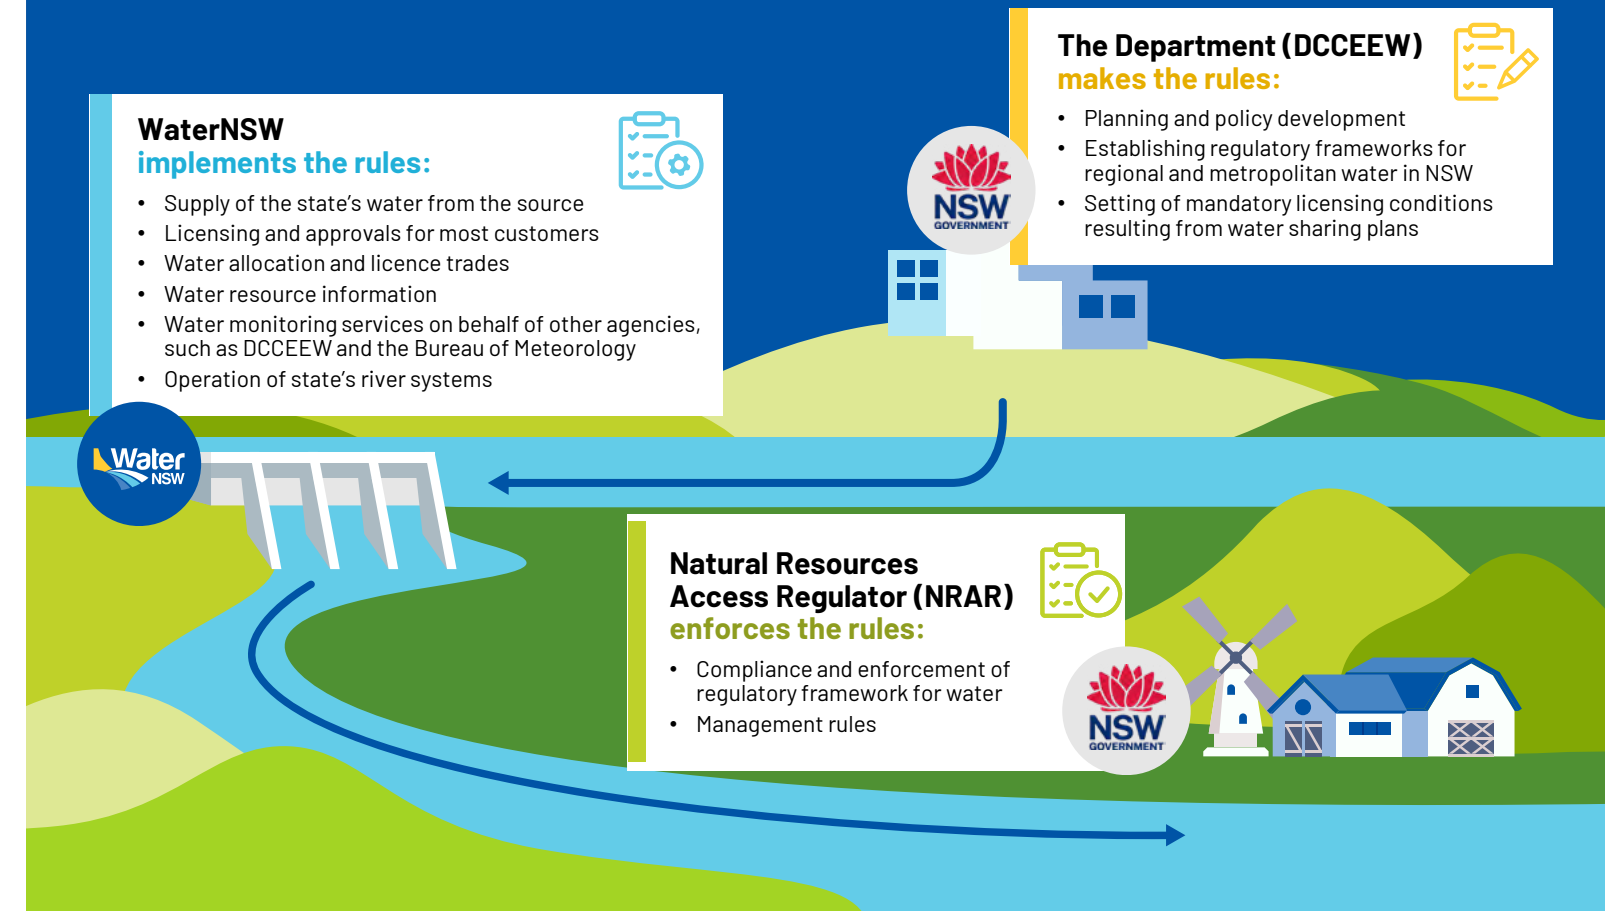 The Department (DCCEEW)
makes the rules:
• Planning and policy development
• Establishing regulatory frameworks for
regional and metropolitan water in NSW
• Setting of mandatory licensing conditions
resulting from water sharing plans
NSW
GOVERNMENT
WaterNSW
implements the rules:
• Supply of the state’s water from the source
• Licensing and approvals for most customers
• Water allocation and licence trades
• Water resource information
• Water monitoring services on behalf of other agencies,
such as DCCEEW and the Bureau of Meteorology
• Operation of state’s river systems
Water
NSW
Natural Resources
Access Regulator (NRAR)
enforces the rules:
• Compliance and enforcement of
regulatory framework for water
• Management rules
NSW
GOVERNMENT